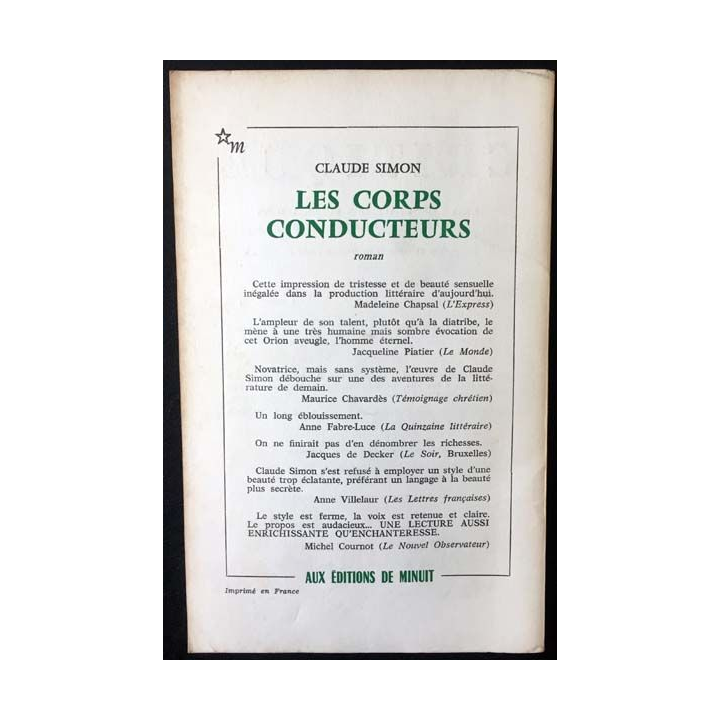 m
CLAUDE SIMON
LES CORPS
CONDUCTEURS
roman
Cette impression de tristesse et de beauté sensuelle
inégalée dans la production littéraire d'aujourd'hui.
Madeleine Chapsal (L'Express)
L'ampleur de son talent, plutôt qu'à la diatribe, le
mène à une très humaine mais sombre évocation de
cet Orion aveugle, l'homme éternel.
Jacqueline Piatier (Le Monde)
Novatrice, mais sans système, l'œuvre de Claude
Simon débouche sur une des aventures de la litté-
rature de demain.
Maurice Chavardès (Témoignage chrétien)
Un long éblouissement.
Anne Fabre-Luce (La Quinzaine littéraire)
On ne finirait pas d'en dénombrer les richesses.
Jacques de Decker (Le Soir, Bruxelles)
Claude Simon s'est refusé à employer un style d'une
beauté trop éclatante, préférant un langage à la beauté
plus secrète.
Anne Villelaur (Les Lettres françaises)
Le style est ferme, la voix est retenue et claire.
Le propos est audacieux... UNE LECTURE AUSSI
ENRICHISSANTE QU'ENCHANTERESSE.
Michel Cournot (Le Nouvel Observateur)
AUX ÉDITIONS DE MINUIT
Imprimé en France